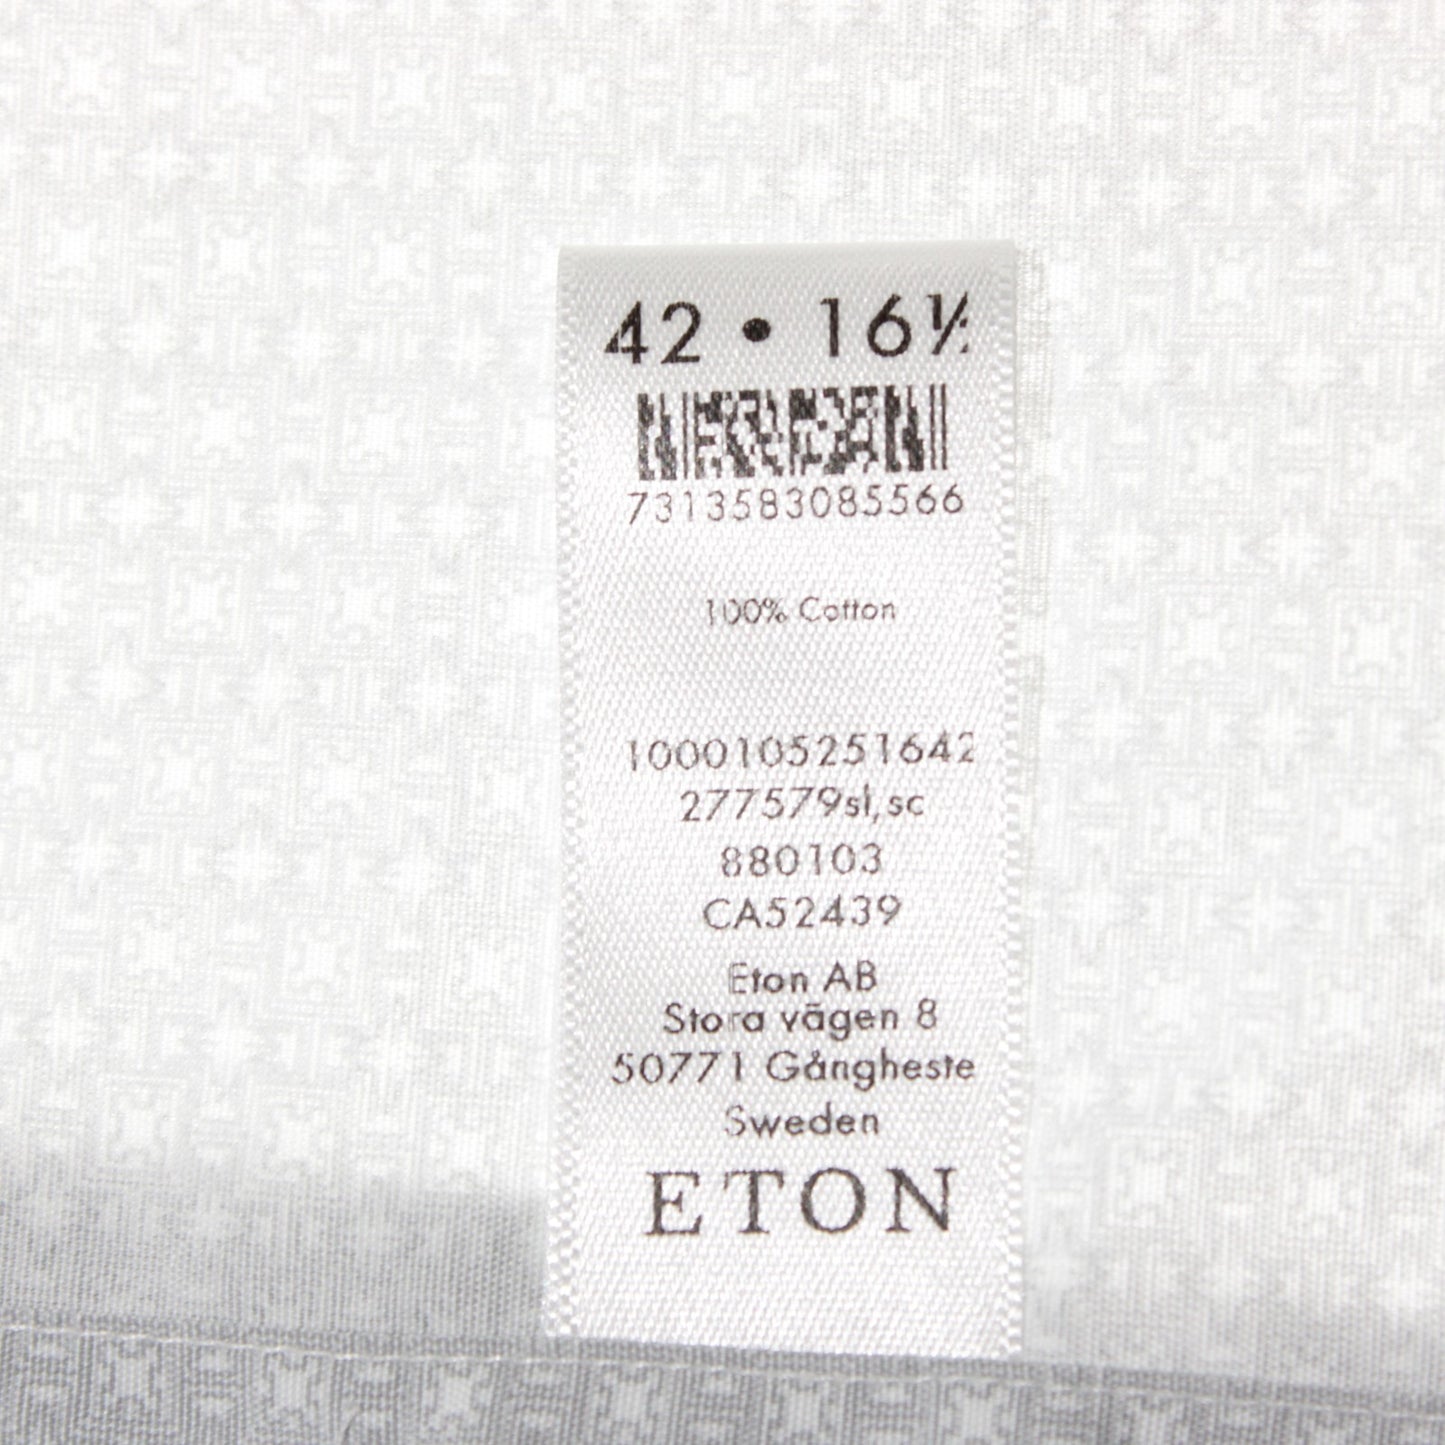 42 • 16½
7313583085566
100% Cotton
1000105251642
277579sl,sc
880103
CA52439
Eton AB
Stora vägen 8
50771 Gångheste
Sweden
ETON